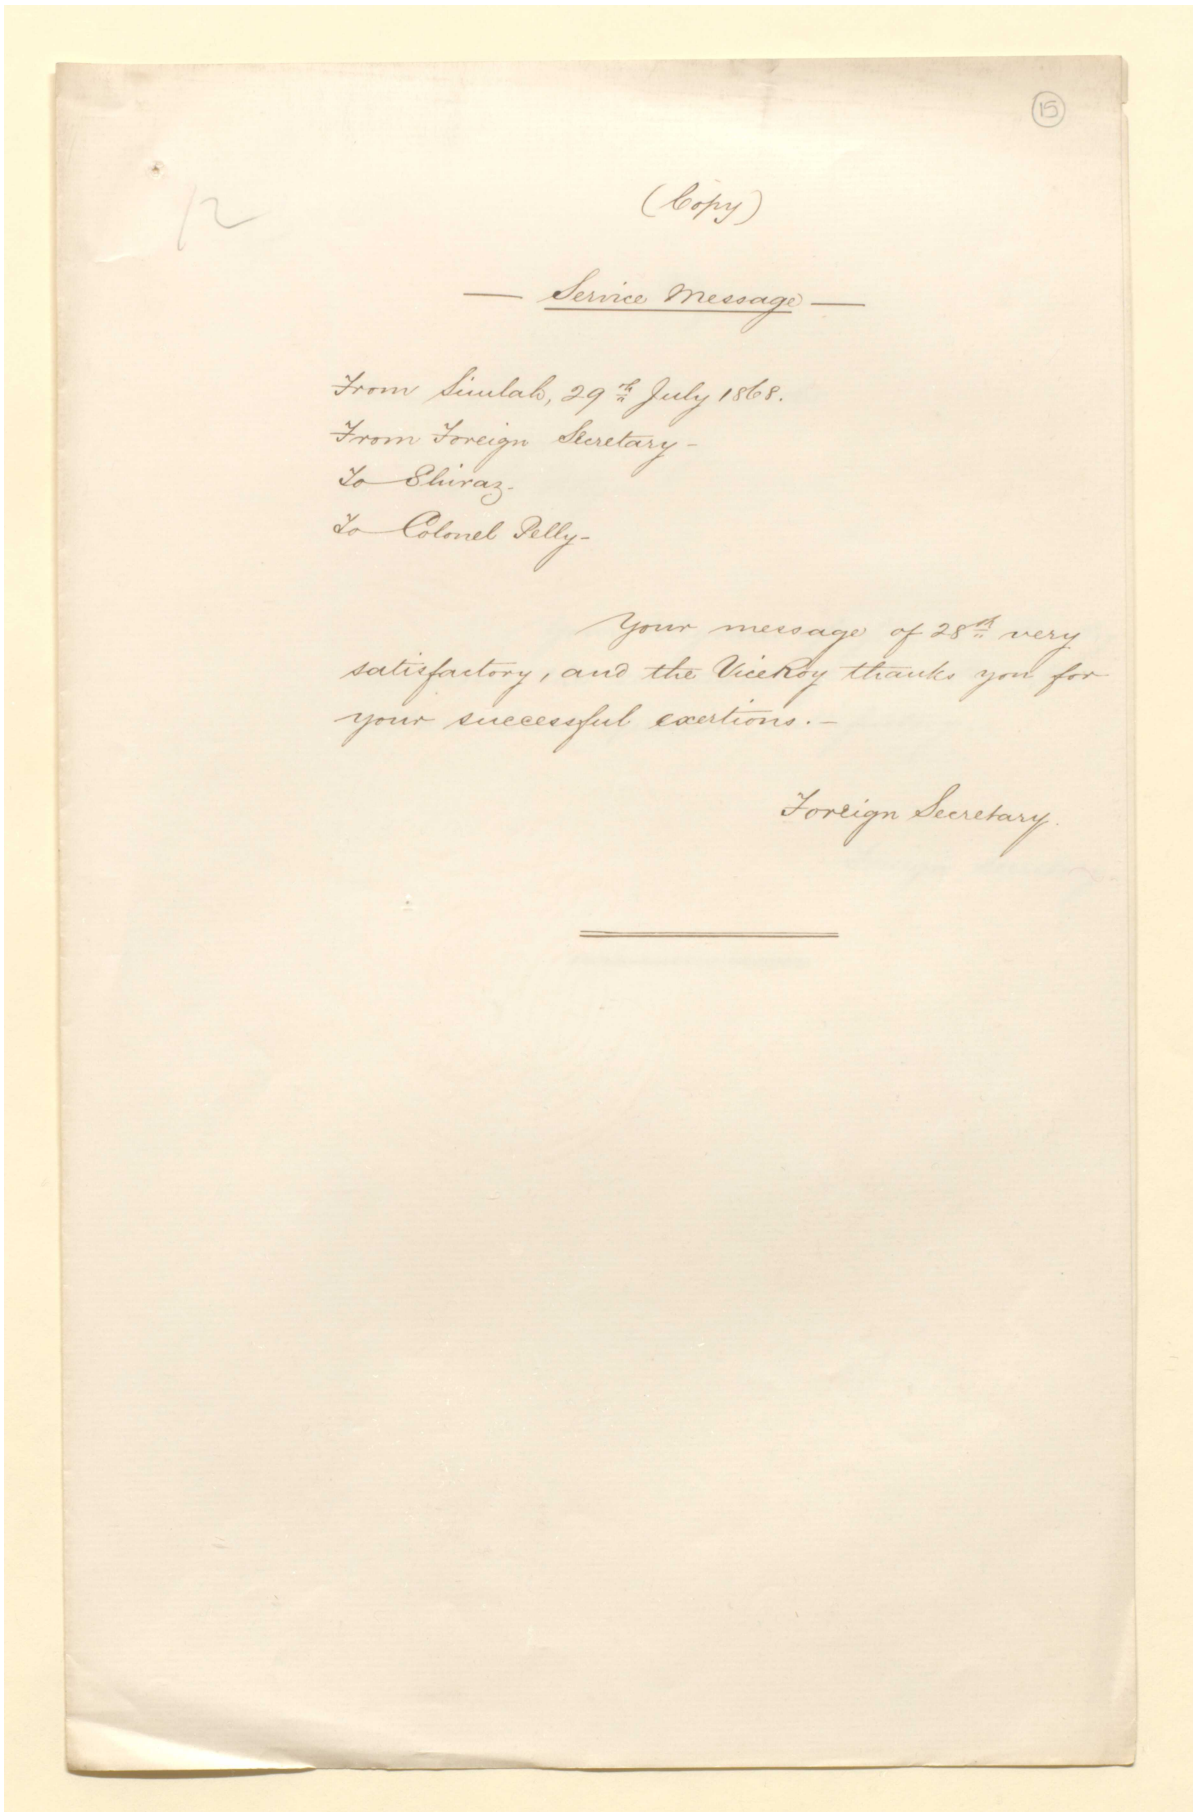 15
12
(Copy)
— Service Message —
From Simlah, 29th July 1868.
From Foreign Secretary -
To Shiraz -
To Colonel Pelly -
Your message of 28th very
satisfactory, and the ViceRoy thanks you for
your successful exertions. -
Foreign Secretary.